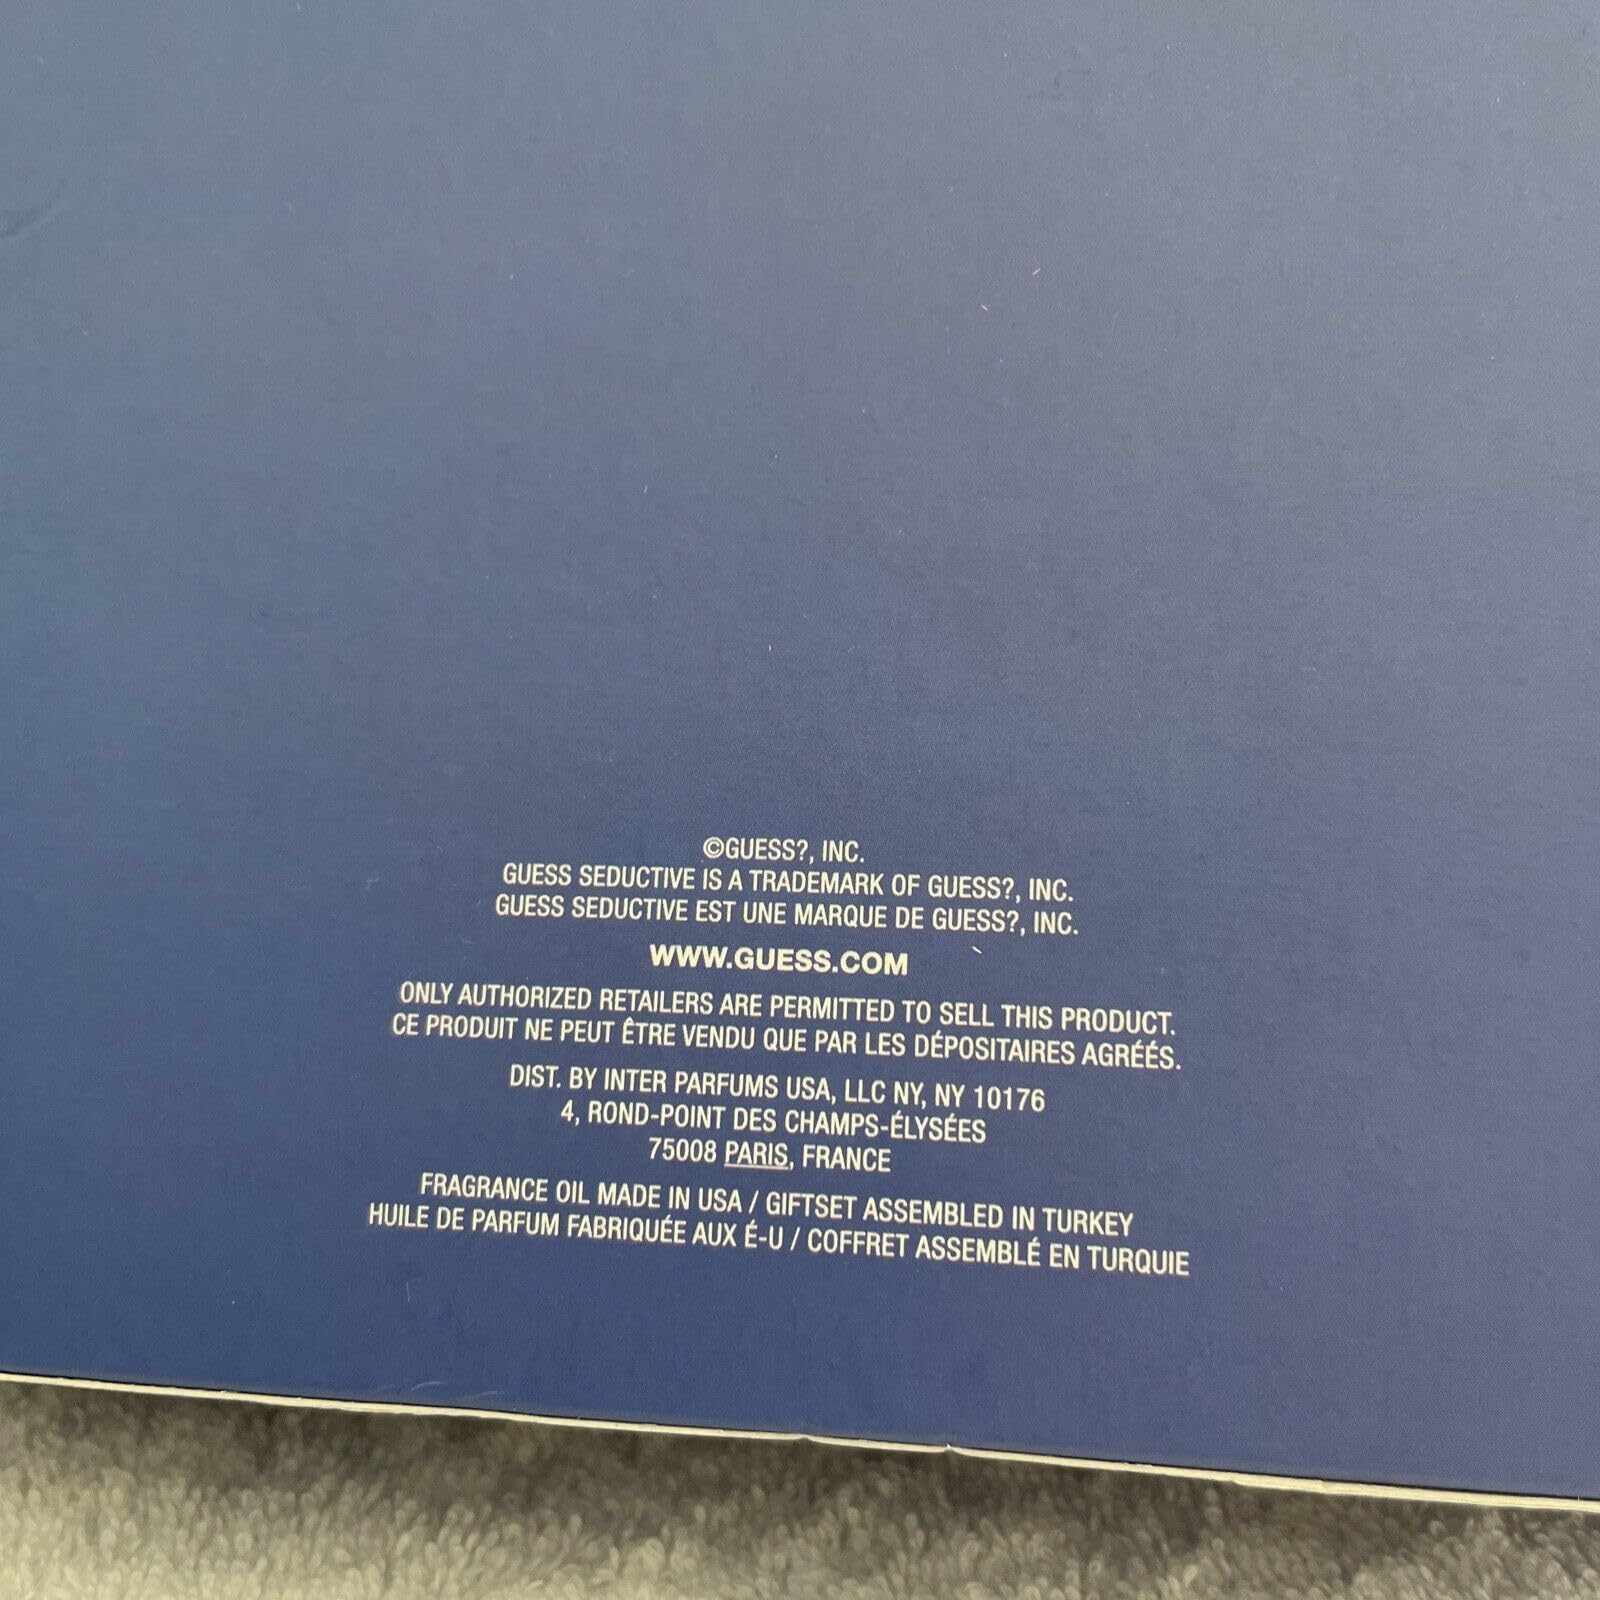 ©GUESS?, INC.
GUESS SEDUCTIVE IS A TRADEMARK OF GUESS?, INC.
GUESS SEDUCTIVE EST UNE MARQUE DE GUESS?, INC.
WWW.GUESS.COM
ONLY AUTHORIZED RETAILERS ARE PERMITTED TO SELL THIS PRODUCT.
CE PRODUIT NE PEUT ÊTRE VENDU QUE PAR LES DÉPOSITAIRES AGRÉÉS.
DIST. BY INTER PARFUMS USA, LLC NY, NY 10176
4, ROND-POINT DES CHAMPS-ÉLYSÉES
75008 PARIS, FRANCE
FRAGRANCE OIL MADE IN USA / GIFTSET ASSEMBLED IN TURKEY
HUILE DE PARFUM FABRIQUÉE AUX É-U / COFFRET ASSEMBLÉ EN TURQUIE